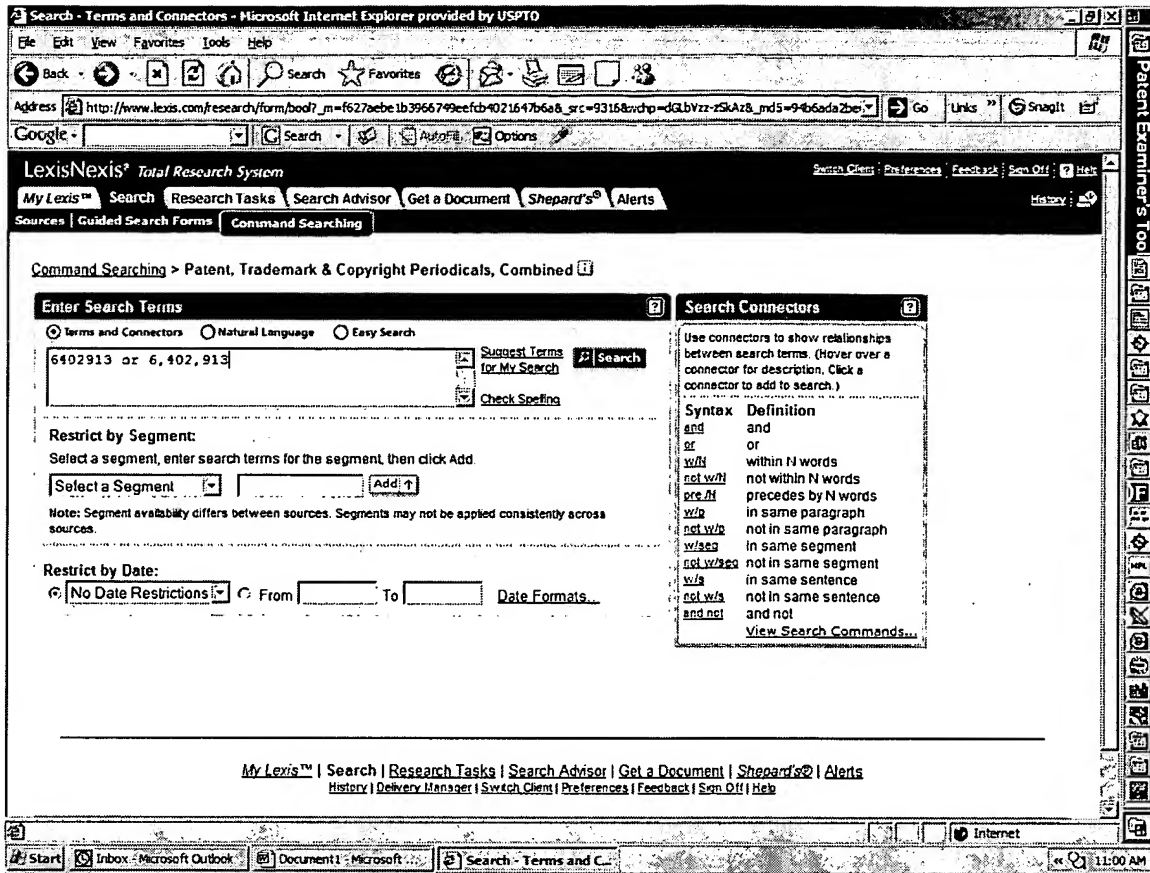 Search - Terms and Connectors - Microsoft Internet Explorer provided by USPTO
File Edit View Favorites Tools Help
Back Search Favorites
Address http://www.lexis.com/research/form/bool?_m=f627aebe1b3966749eefcb4021647b6a&_src=9316&wchp=dGLbVzz-zSkAz&_md5=94b6ada2be Go Links » SnagIt
Google Search AutoFill Options
Patent Examiner's Too
LexisNexis® Total Research System
Switch Client Preferences Feedback Sign Off ? Help
My Lexis™ Search Research Tasks Search Advisor Get a Document Shepard's® Alerts
History
Sources | Guided Search Forms Command Searching
Command Searching > Patent, Trademark & Copyright Periodicals, Combined i
Enter Search Terms ?
Terms and Connectors Natural Language Easy Search
6402913 or 6,402,913
Suggest Terms for My Search
Search
Check Spelling
Restrict by Segment:
Select a segment, enter search terms for the segment, then click Add.
Select a Segment Add
Note: Segment availability differs between sources. Segments may not be applied consistently across
sources.
Restrict by Date:
No Date Restrictions From To Date Formats...
Search Connectors ?
Use connectors to show relationships
between search terms. (Hover over a
connector for description. Click a
connector to add to search.)
Syntax Definition
and and
or or
w/N within N words
not w/N not within N words
pre /N precedes by N words
w/p in same paragraph
not w/p not in same paragraph
w/seg in same segment
not w/seg not in same segment
w/s in same sentence
not w/s not in same sentence
and not and not
View Search Commands...
My Lexis™ | Search | Research Tasks | Search Advisor | Get a Document | Shepard's® | Alerts
History | Delivery Manager | Switch Client | Preferences | Feedback | Sign Off | Help
Internet
Start Inbox - Microsoft Outlook Document1 - Microsoft ... Search - Terms and C... « 11:00 AM